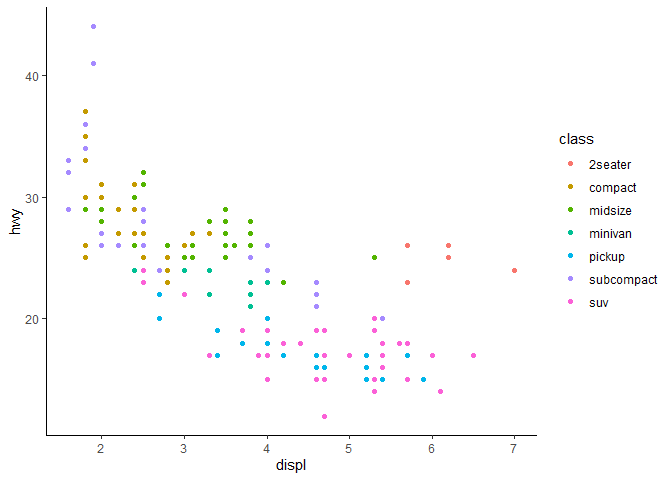 40
30
20
hwy
2 3 4 5 6 7
displ
class
2seater
compact
midsize
minivan
pickup
subcompact
suv